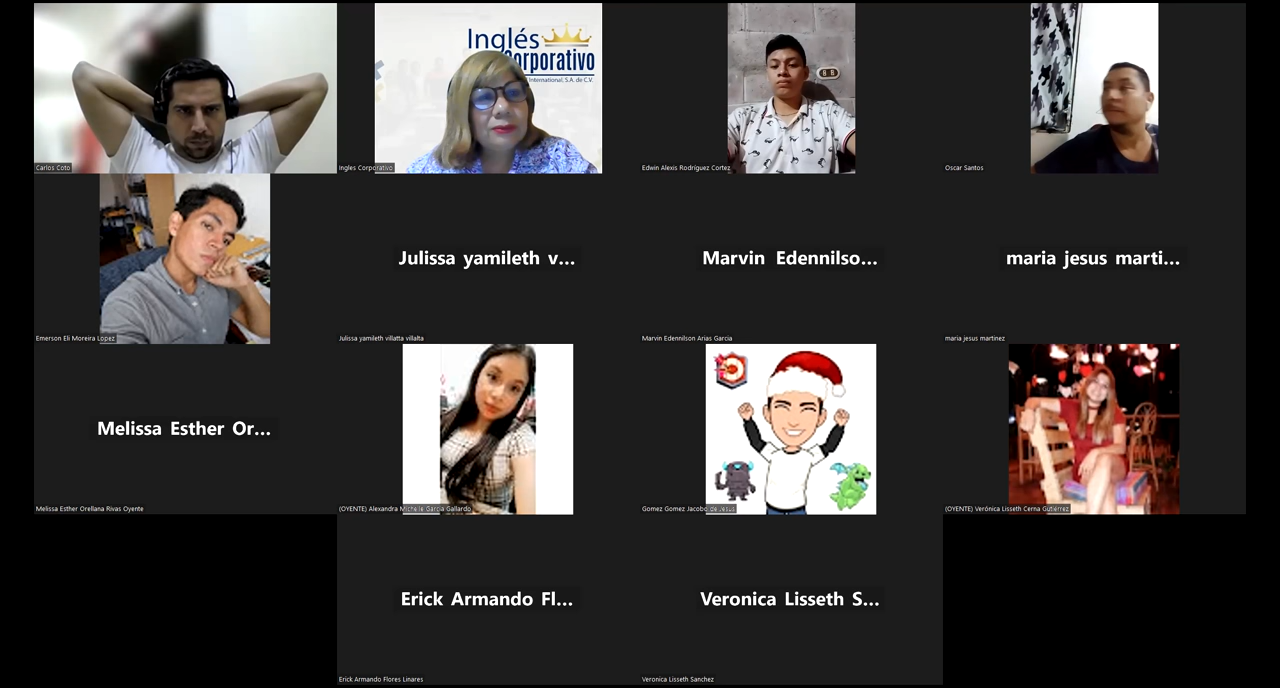 Inglés
Corporativo
International, S.A. de C.V.
Carlos Coto
Ingles Corporativo
Edwin Alexis Rodríguez Cortez
Oscar Santos
Julissa yamileth v...
Marvin Edennilso...
maria jesus marti...
Emerson Eli Moreira Lopez
Julissa yamileth villatta villalta
Marvin Edennilson Arias Garcia
maria jesus martinez
Melissa Esther Or...
Melissa Esther Orellana Rivas Oyente
(OYENTE) Alexandra Michelle Garcia Gallardo
Gomez Gomez Jacobo de Jesus
(OYENTE) Verónica Lisseth Cerna Gutiérrez
Erick Armando Fl...
Veronica Lisseth S...
Erick Armando Flores Linares
Veronica Lisseth Sanchez